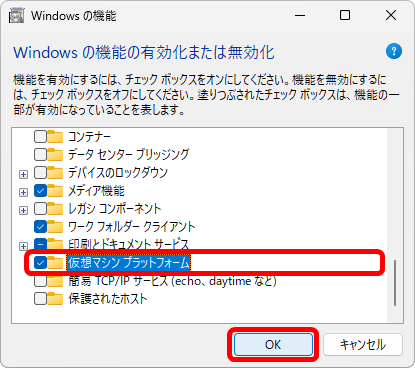 Windows の機能
Windows の機能の有効化または無効化
?
機能を有効にするには、チェック ボックスをオンにしてください。機能を無効にするに
は、チェック ボックスをオフにしてください。塗りつぶされたチェック ボックスは、機能の一
部が有効になっていることを表します。
コンテナー
データ センター ブリッジング
デバイスのロックダウン
メディア機能
レガシ コンポーネント
ワーク フォルダー クライアント
印刷とドキュメント サービス
仮想マシン プラットフォーム
簡易 TCP/IP サービス (echo、daytime など)
保護されたホスト
OK
キャンセル